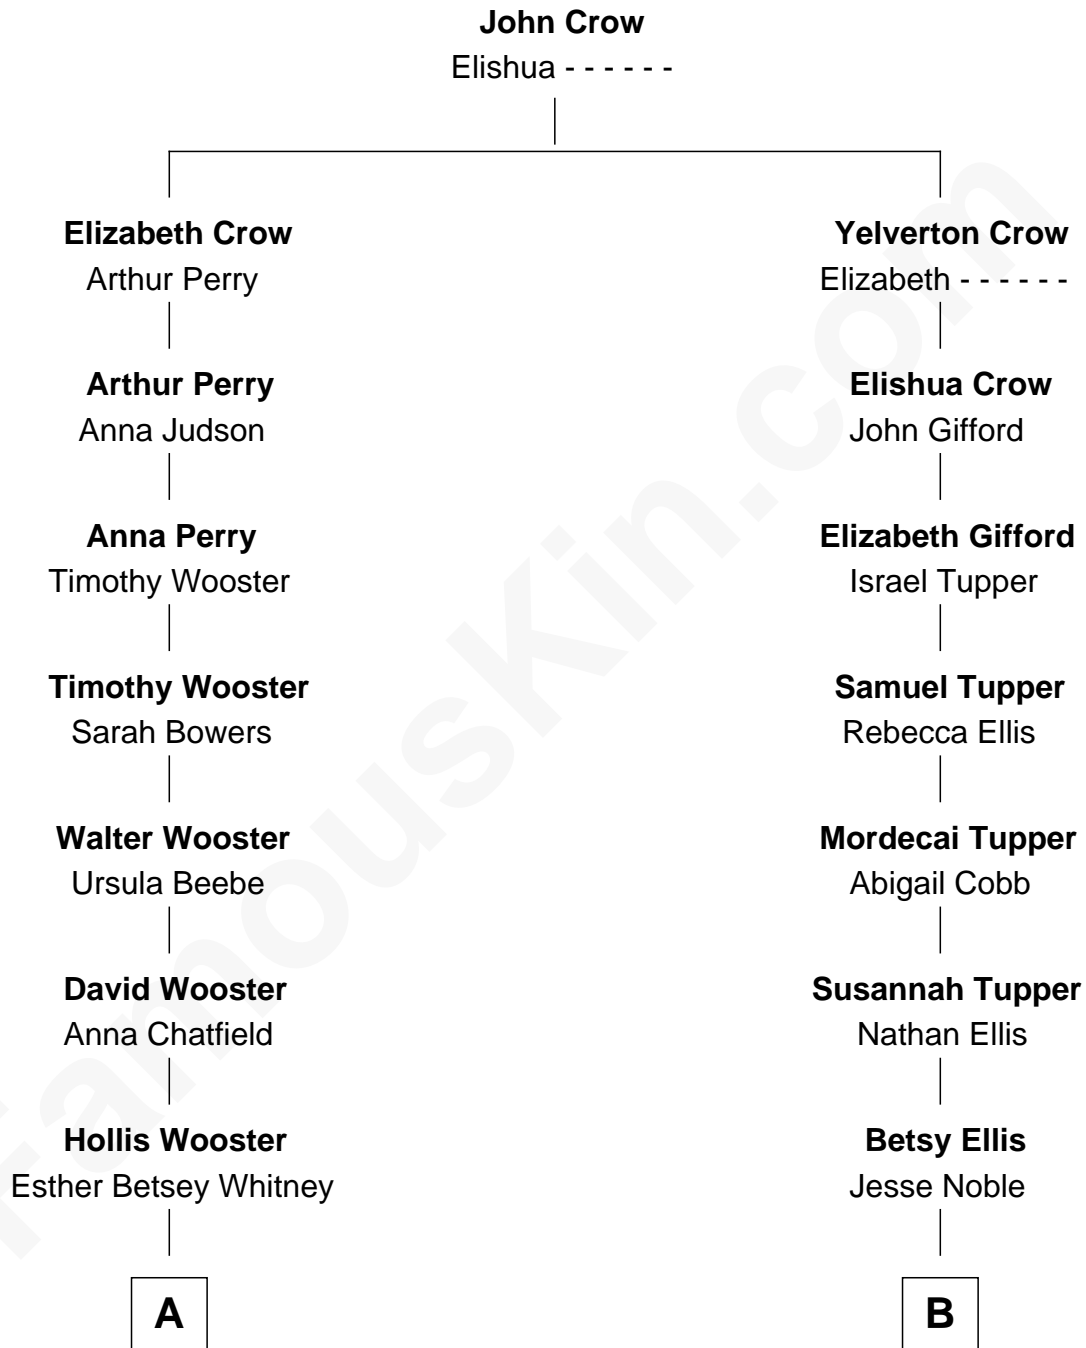 John Crow
Elishua - - - - - -
Elizabeth Crow
Arthur Perry
Yelverton Crow
Elizabeth - - - - - -
Arthur Perry
Anna Judson
Elishua Crow
John Gifford
Anna Perry
Timothy Wooster
Elizabeth Gifford
Israel Tupper
Timothy Wooster
Sarah Bowers
Samuel Tupper
Rebecca Ellis
Walter Wooster
Ursula Beebe
Mordecai Tupper
Abigail Cobb
David Wooster
Anna Chatfield
Susannah Tupper
Nathan Ellis
Hollis Wooster
Esther Betsey Whitney
Betsy Ellis
Jesse Noble
A
B
FamousKin.com